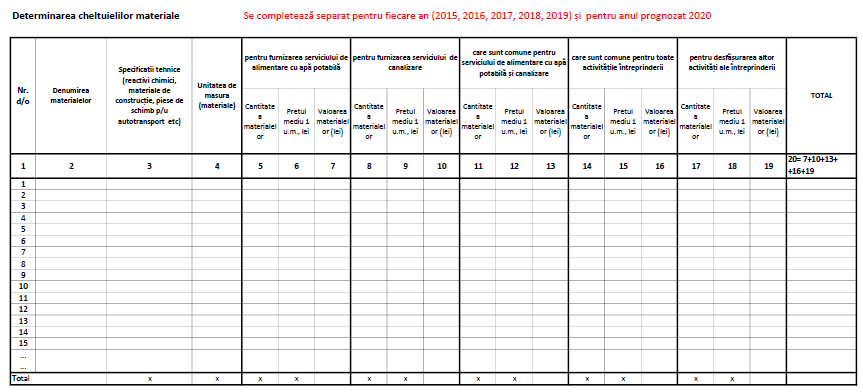 Determinarea cheltuielilor materiale Se completează separat pentru fiecare an (2015, 2016, 2017, 2018, 2019) și pentru anul prognozat 2020
Nr.
d/o
Denumirea
materialelor
Specificatii tehnice
(reactivi chimici,
materiale de
construcție, piese de
schimb p/u
autotransport etc)
Unitatea de
masura
(materiale)
pentru furnizarea serviciului de
alimentare cu apă potabilă
pentru furnizarea serviciului de
canalizare
care sunt comune pentru
serviciului de alimentare cu apă
potabilă și canalizare
care sunt comune pentru toate
activitățile întreprinderii
pentru desfășurarea altor
activități ale întreprinderii
TOTAL
Cantitate
a
materialel
or
Pretul
mediu 1
u.m., lei
Valoarea
materialel
or (lei)
Cantitate
a
materialel
or
Pretul
mediu 1
u.m., lei
Valoarea
materialel
or (lei)
Cantitate
a
materialel
or
Pretul
mediu 1
u.m., lei
Valoarea
materialel
or (lei)
Cantitate
a
materialel
or
Pretul
mediu 1
u.m., lei
Valoarea
materialel
or (lei)
Cantitate
a
materialel
or
Pretul
mediu 1
u.m., lei
Valoarea
materialel
or (lei)
1 2 3 4 5 6 7 8 9 10 11 12 13 14 15 16 17 18 19
20= 7+10+13+
+16+19
1
2
3
4
5
6
7
8
9
10
11
12
13
14
15
...
...
Total x x x x x x x x x x x x